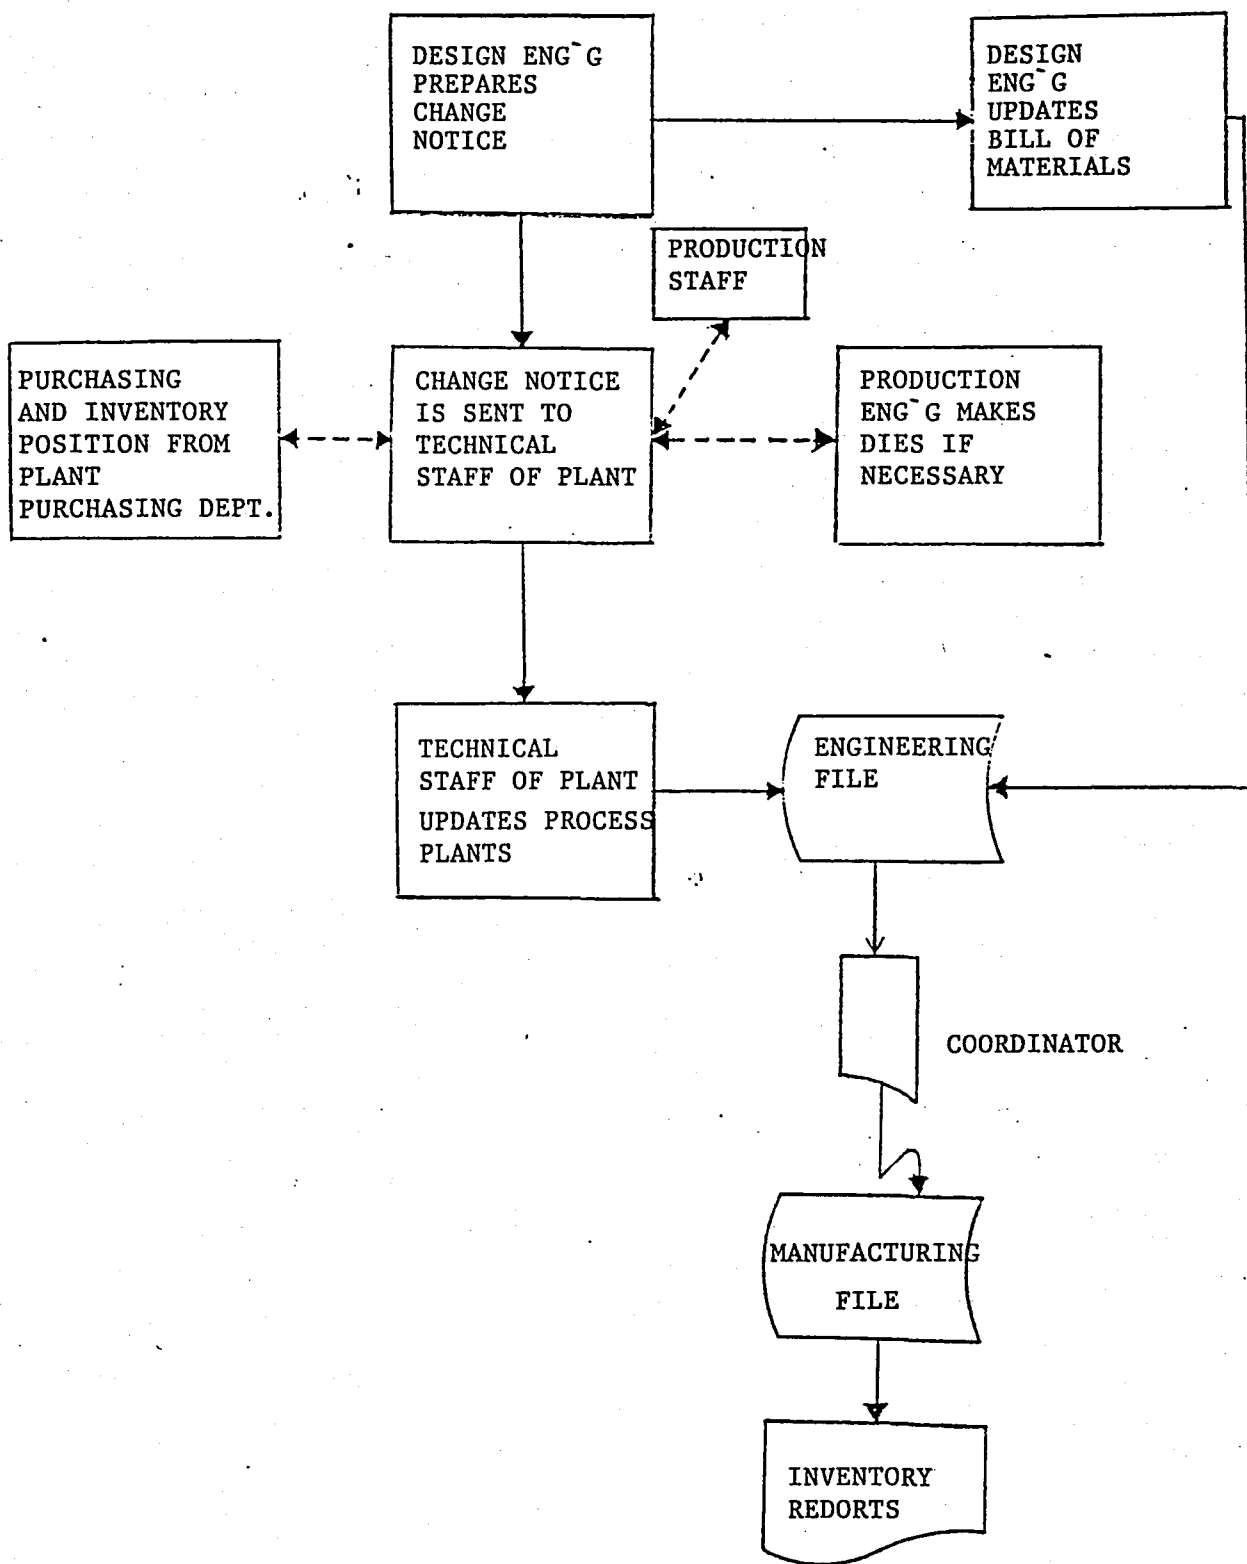 DESIGN ENG`G
PREPARES
CHANGE
NOTICE
DESIGN
ENG`G
UPDATES
BILL OF
MATERIALS
PRODUCTION
STAFF
PURCHASING
AND INVENTORY
POSITION FROM
PLANT
PURCHASING DEPT.
CHANGE NOTICE
IS SENT TO
TECHNICAL
STAFF OF PLANT
PRODUCTION
ENG`G MAKES
DIES IF
NECESSARY
TECHNICAL
STAFF OF PLANT
UPDATES PROCESS
PLANTS
ENGINEERING
FILE
COORDINATOR
MANUFACTURING
FILE
INVENTORY
REDORTS